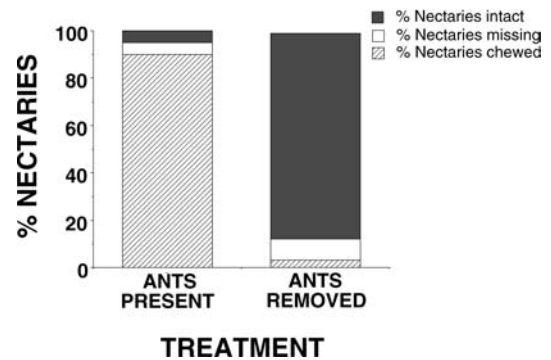 % Nectaries intact
% Nectaries missing
% Nectaries chewed
% NECTARIES
100
80
60
40
20
0
ANTS PRESENT
ANTS REMOVED
TREATMENT